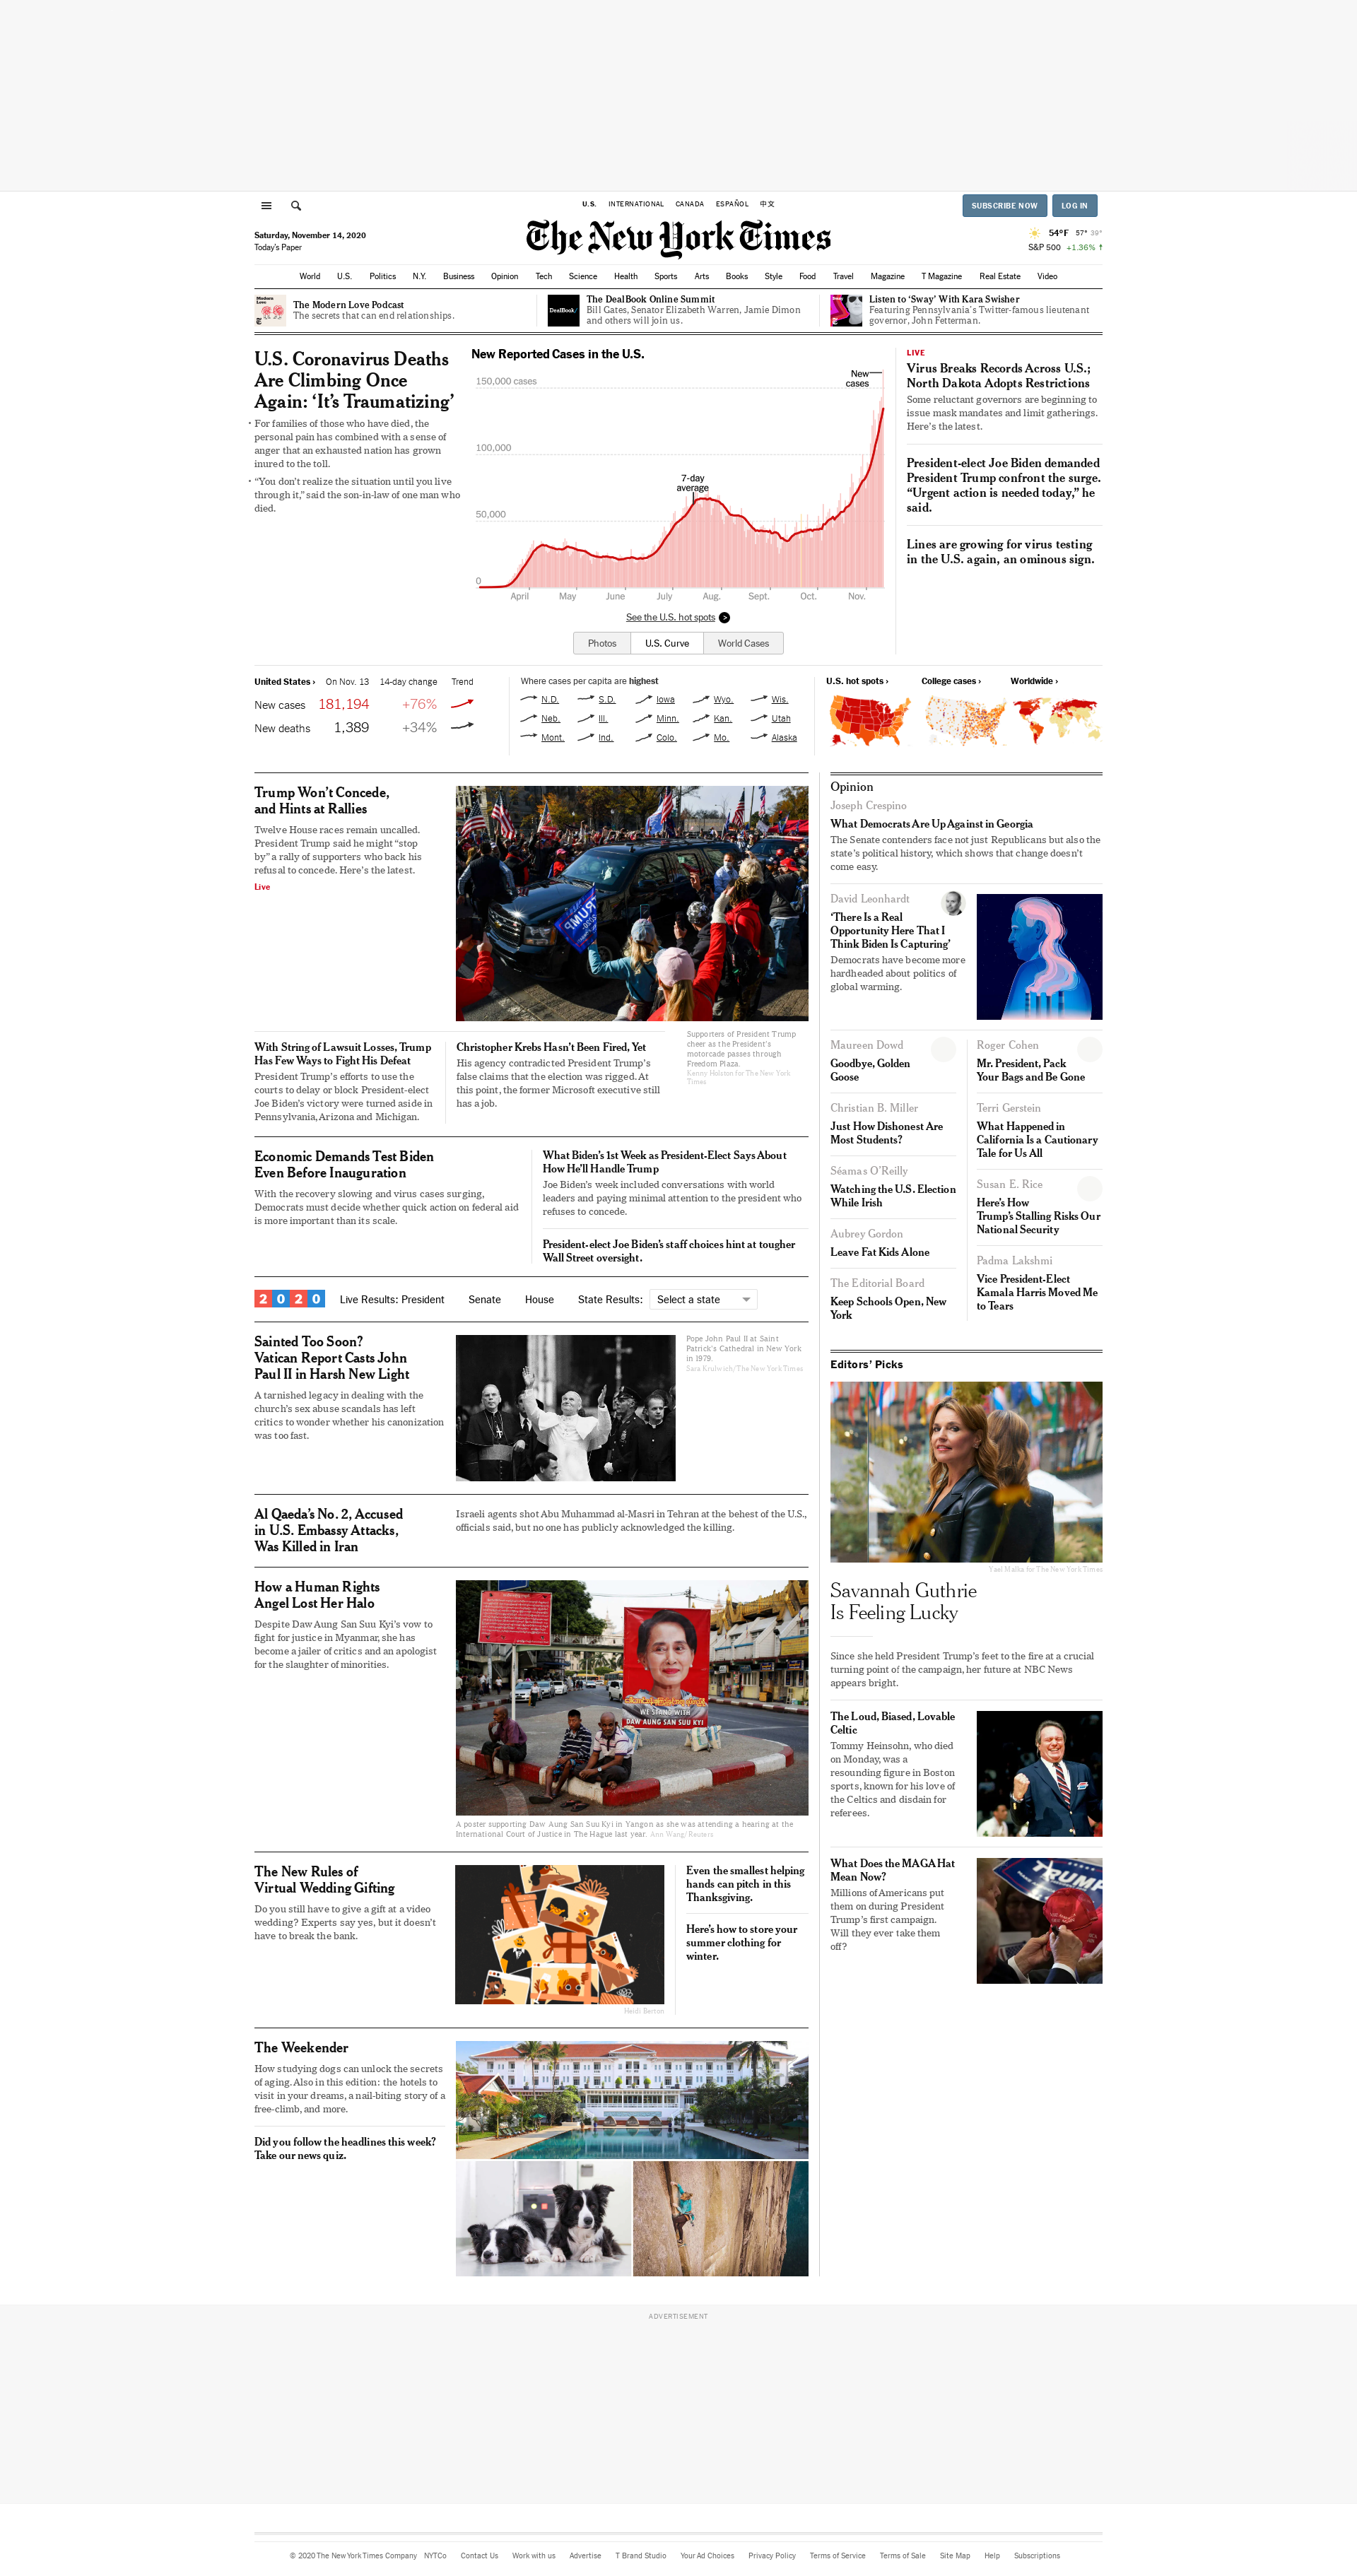 U.S.
INTERNATIONAL
CANADA
ESPAÑOL
中文
SUBSCRIBE NOW
LOG IN
Saturday, November 14, 2020
Today's Paper
The New York Times
54°F 57° 39°
S&P 500 +1.36% ↑
World
U.S.
Politics
N.Y.
Business
Opinion
Tech
Science
Health
Sports
Arts
Books
Style
Food
Travel
Magazine
T Magazine
Real Estate
Video
The Modern Love Podcast
The secrets that can end relationships.
DealBook/
The DealBook Online Summit
Bill Gates, Senator Elizabeth Warren, Jamie Dimon
and others will join us.
Listen to ‘Sway’ With Kara Swisher
Featuring Pennsylvania's Twitter-famous lieutenant
governor, John Fetterman.
U.S. Coronavirus Deaths
Are Climbing Once
Again: ‘It’s Traumatizing’
For families of those who have died, the
personal pain has combined with a sense of
anger that an exhausted nation has grown
inured to the toll.
“You don’t realize the situation until you live
through it,” said the son-in-law of one man who
died.
New Reported Cases in the U.S.
150,000 cases
New
cases
100,000
7-day
average
50,000
0
April
May
June
July
Aug.
Sept.
Oct.
Nov.
See the U.S. hot spots
Photos
U.S. Curve
World Cases
LIVE
Virus Breaks Records Across U.S.;
North Dakota Adopts Restrictions
Some reluctant governors are beginning to
issue mask mandates and limit gatherings.
Here’s the latest.
President-elect Joe Biden demanded
President Trump confront the surge.
“Urgent action is needed today,” he
said.
Lines are growing for virus testing
in the U.S. again, an ominous sign.
United States ›
On Nov. 13
14-day change
Trend
New cases 181,194 +76%
New deaths 1,389 +34%
Where cases per capita are highest
N.D. S.D. Iowa Wyo. Wis.
Neb. Ill. Minn. Kan. Utah
Mont. Ind. Colo. Mo. Alaska
U.S. hot spots ›
College cases ›
Worldwide ›
Trump Won’t Concede,
and Hints at Rallies
Twelve House races remain uncalled.
President Trump said he might “stop
by” a rally of supporters who back his
refusal to concede. Here’s the latest.
Live
TRUMP
Supporters of President Trump
cheer as the President’s
motorcade passes through
Freedom Plaza.
Kenny Holston for The New York
Times
With String of Lawsuit Losses, Trump
Has Few Ways to Fight His Defeat
President Trump’s efforts to use the
courts to delay or block President-elect
Joe Biden’s victory were turned aside in
Pennsylvania, Arizona and Michigan.
Christopher Krebs Hasn’t Been Fired, Yet
His agency contradicted President Trump’s
false claims that the election was rigged. At
this point, the former Microsoft executive still
has a job.
Economic Demands Test Biden
Even Before Inauguration
With the recovery slowing and virus cases surging,
Democrats must decide whether quick action on federal aid
is more important than its scale.
What Biden’s 1st Week as President-Elect Says About
How He’ll Handle Trump
Joe Biden’s week included conversations with world
leaders and paying minimal attention to the president who
refuses to concede.
President-elect Joe Biden’s staff choices hint at tougher
Wall Street oversight.
2020
Live Results: President
Senate
House
State Results:
Select a state
Sainted Too Soon?
Vatican Report Casts John
Paul II in Harsh New Light
A tarnished legacy in dealing with the
church’s sex abuse scandals has left
critics to wonder whether his canonization
was too fast.
Pope John Paul II at Saint
Patrick’s Cathedral in New York
in 1979.
Sara Krulwich/The New York Times
Al Qaeda’s No. 2, Accused
in U.S. Embassy Attacks,
Was Killed in Iran
Israeli agents shot Abu Muhammad al-Masri in Tehran at the behest of the U.S.,
officials said, but no one has publicly acknowledged the killing.
How a Human Rights
Angel Lost Her Halo
Despite Daw Aung San Suu Kyi’s vow to
fight for justice in Myanmar, she has
become a jailer of critics and an apologist
for the slaughter of minorities.
WE STAND WITH
DAW AUNG SAN SUU KYI
A poster supporting Daw Aung San Suu Kyi in Yangon as she was attending a hearing at the
International Court of Justice in The Hague last year. Ann Wang/Reuters
The New Rules of
Virtual Wedding Gifting
Do you still have to give a gift at a video
wedding? Experts say yes, but it doesn’t
have to break the bank.
Heidi Berton
Even the smallest helping
hands can pitch in this
Thanksgiving.
Here’s how to store your
summer clothing for
winter.
The Weekender
How studying dogs can unlock the secrets
of aging. Also in this edition: the hotels to
visit in your dreams, a nail-biting story of a
free-climb, and more.
Did you follow the headlines this week?
Take our news quiz.
Opinion
Joseph Crespino
What Democrats Are Up Against in Georgia
The Senate contenders face not just Republicans but also the
state’s political history, which shows that change doesn’t
come easy.
David Leonhardt
‘There Is a Real
Opportunity Here That I
Think Biden Is Capturing’
Democrats have become more
hardheaded about politics of
global warming.
Maureen Dowd
Goodbye, Golden
Goose
Christian B. Miller
Just How Dishonest Are
Most Students?
Séamas O’Reilly
Watching the U.S. Election
While Irish
Aubrey Gordon
Leave Fat Kids Alone
The Editorial Board
Keep Schools Open, New
York
Roger Cohen
Mr. President, Pack
Your Bags and Be Gone
Terri Gerstein
What Happened in
California Is a Cautionary
Tale for Us All
Susan E. Rice
Here’s How
Trump’s Stalling Risks Our
National Security
Padma Lakshmi
Vice President-Elect
Kamala Harris Moved Me
to Tears
Editors’ Picks
Yael Malka for The New York Times
Savannah Guthrie
Is Feeling Lucky
Since she held President Trump’s feet to the fire at a crucial
turning point of the campaign, her future at NBC News
appears bright.
The Loud, Biased, Lovable
Celtic
Tommy Heinsohn, who died
on Monday, was a
resounding figure in Boston
sports, known for his love of
the Celtics and disdain for
referees.
What Does the MAGA Hat
Mean Now?
Millions of Americans put
them on during President
Trump’s first campaign.
Will they ever take them
off?
ADVERTISEMENT
© 2020 The New York Times Company
NYTCo
Contact Us
Work with us
Advertise
T Brand Studio
Your Ad Choices
Privacy Policy
Terms of Service
Terms of Sale
Site Map
Help
Subscriptions